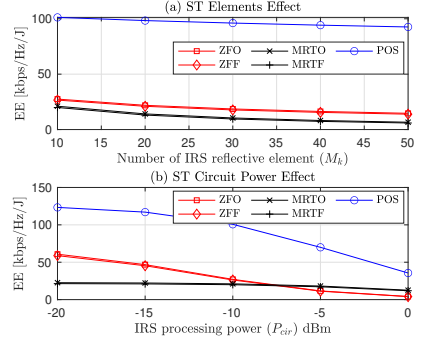 (a) ST Elements Effect
100
50
0
EE [kbps/Hz/J]
ZFO MRTO POS
ZFF MRTF
10 15 20 25 30 35 40 45 50
Number of IRS reflective element (M_k)
(b) ST Circuit Power Effect
150
100
50
0
EE [kbps/Hz/J]
ZFO MRTO POS
ZFF MRTF
-20 -15 -10 -5 0
IRS processing power (P_cir) dBm